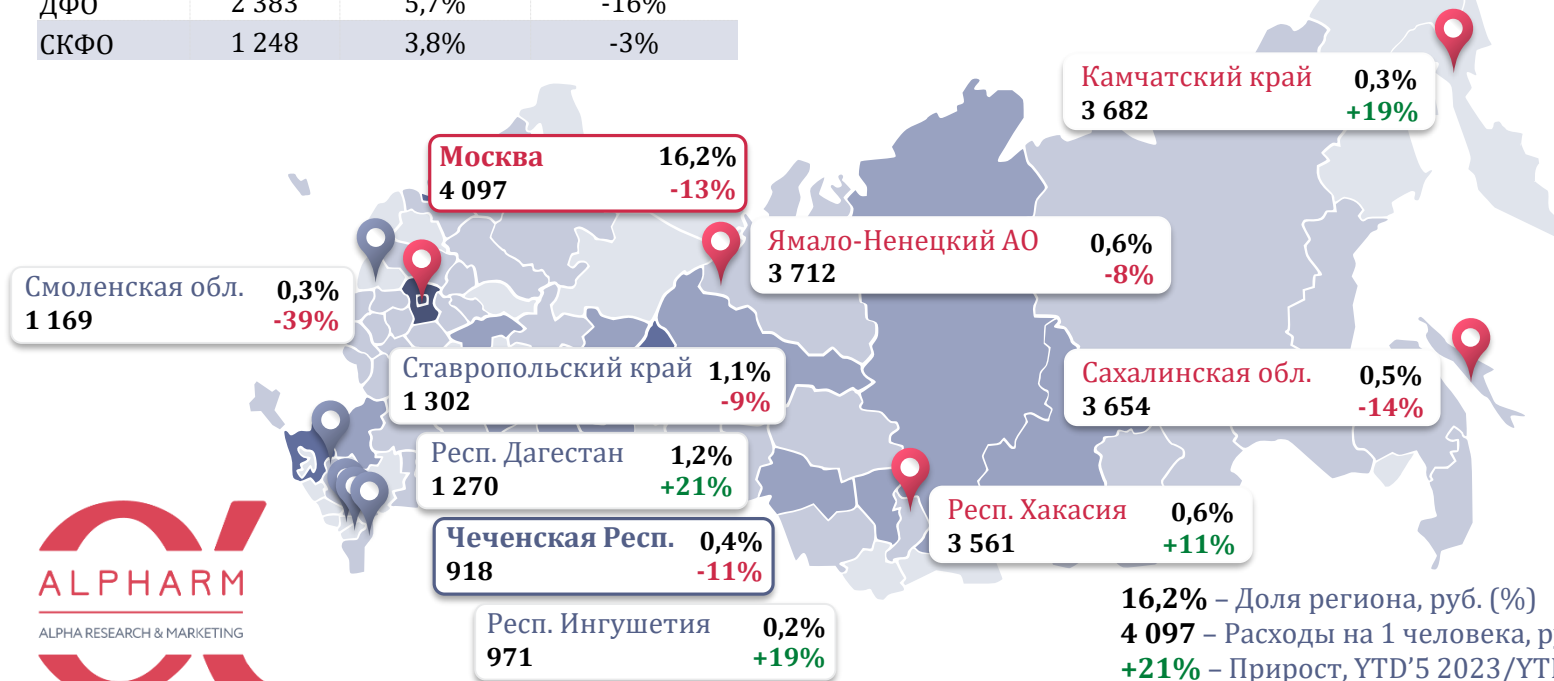 ДФО 2 383 5,7% -16%
СКФО 1 248 3,8% -3%
Камчатский край 0,3%
3 682 +19%
Москва 16,2%
4 097 -13%
Ямало-Ненецкий АО 0,6%
3 712 -8%
Смоленская обл. 0,3%
1 169 -39%
Ставропольский край 1,1%
1 302 -9%
Сахалинская обл. 0,5%
3 654 -14%
Респ. Дагестан 1,2%
1 270 +21%
Респ. Хакасия 0,6%
3 561 +11%
Чеченская Респ. 0,4%
918 -11%
Респ. Ингушетия 0,2%
971 +19%
ALPHARM
ALPHA RESEARCH & MARKETING
16,2% – Доля региона, руб. (%)
4 097 – Расходы на 1 человека,
+21% – Прирост, YTD’5 2023/